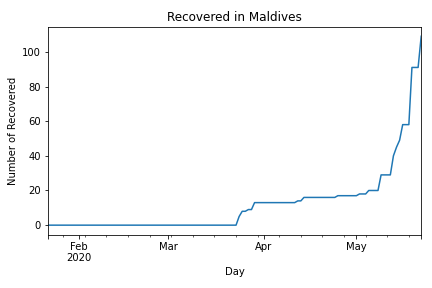 Recovered in Maldives
Number of Recovered
100
80
60
40
20
0
Feb
2020
Mar
Apr
May
Day